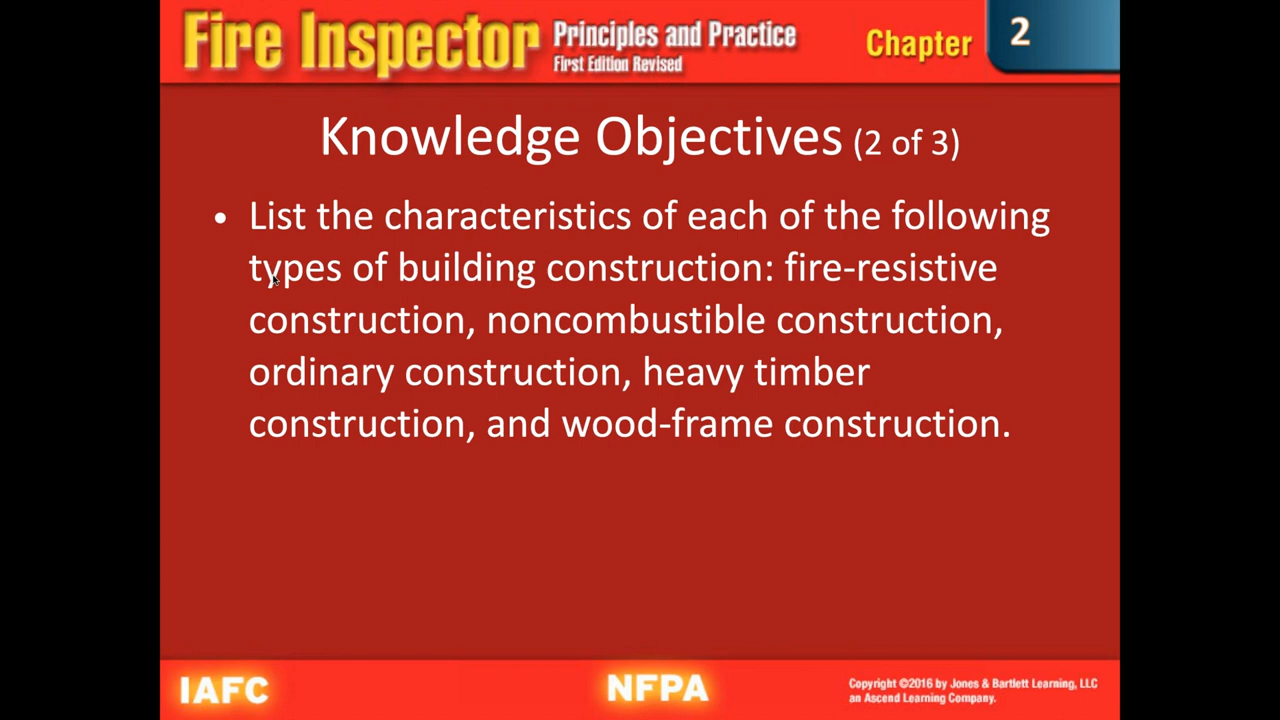 Fire Inspector Principles and Practice
First Edition Revised
Chapter 2
Knowledge Objectives (2 of 3)
• List the characteristics of each of the following
types of building construction: fire-resistive
construction, noncombustible construction,
ordinary construction, heavy timber
construction, and wood-frame construction.
IAFC
NFPA
Copyright ©2016 by Jones & Bartlett Learning, LLC
an Ascend Learning Company.